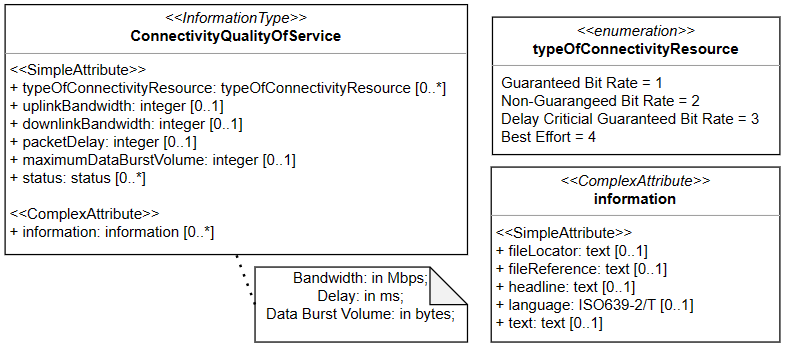 <<InformationType>>
ConnectivityQualityOfService
<<SimpleAttribute>>
+ typeOfConnectivityResource: typeOfConnectivityResource [0..*]
+ uplinkBandwidth: integer [0..1]
+ downlinkBandwidth: integer [0..1]
+ packetDelay: integer [0..1]
+ maximumDataBurstVolume: integer [0..1]
+ status: status [0..*]
<<ComplexAttribute>>
+ information: information [0..*]
Bandwidth: in Mbps;
Delay: in ms;
Data Burst Volume: in bytes;
<<enumeration>>
typeOfConnectivityResource
Guaranteed Bit Rate = 1
Non-Guarangeed Bit Rate = 2
Delay Criticial Guaranteed Bit Rate = 3
Best Effort = 4
<<ComplexAttribute>>
information
<<SimpleAttribute>>
+ fileLocator: text [0..1]
+ fileReference: text [0..1]
+ headline: text [0..1]
+ language: ISO639-2/T [0..1]
+ text: text [0..1]